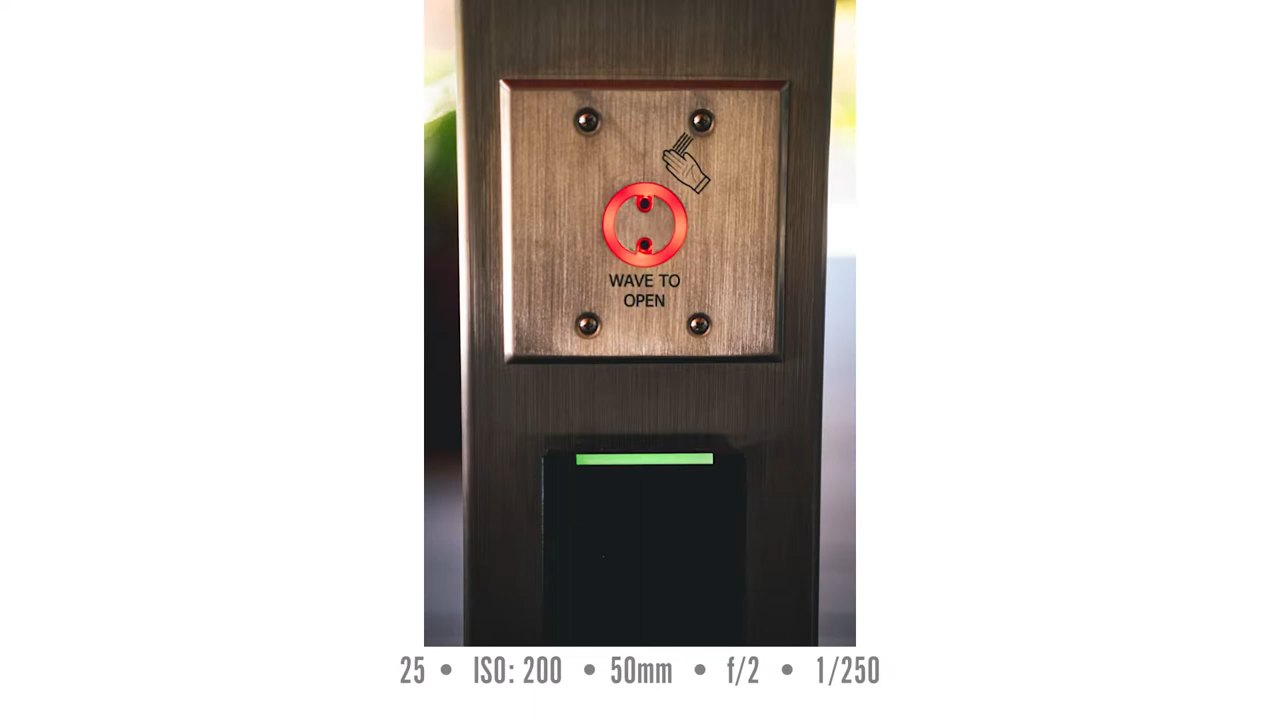 WAVE TO
OPEN
25 • ISO: 200 • 50mm • f/2 • 1/250